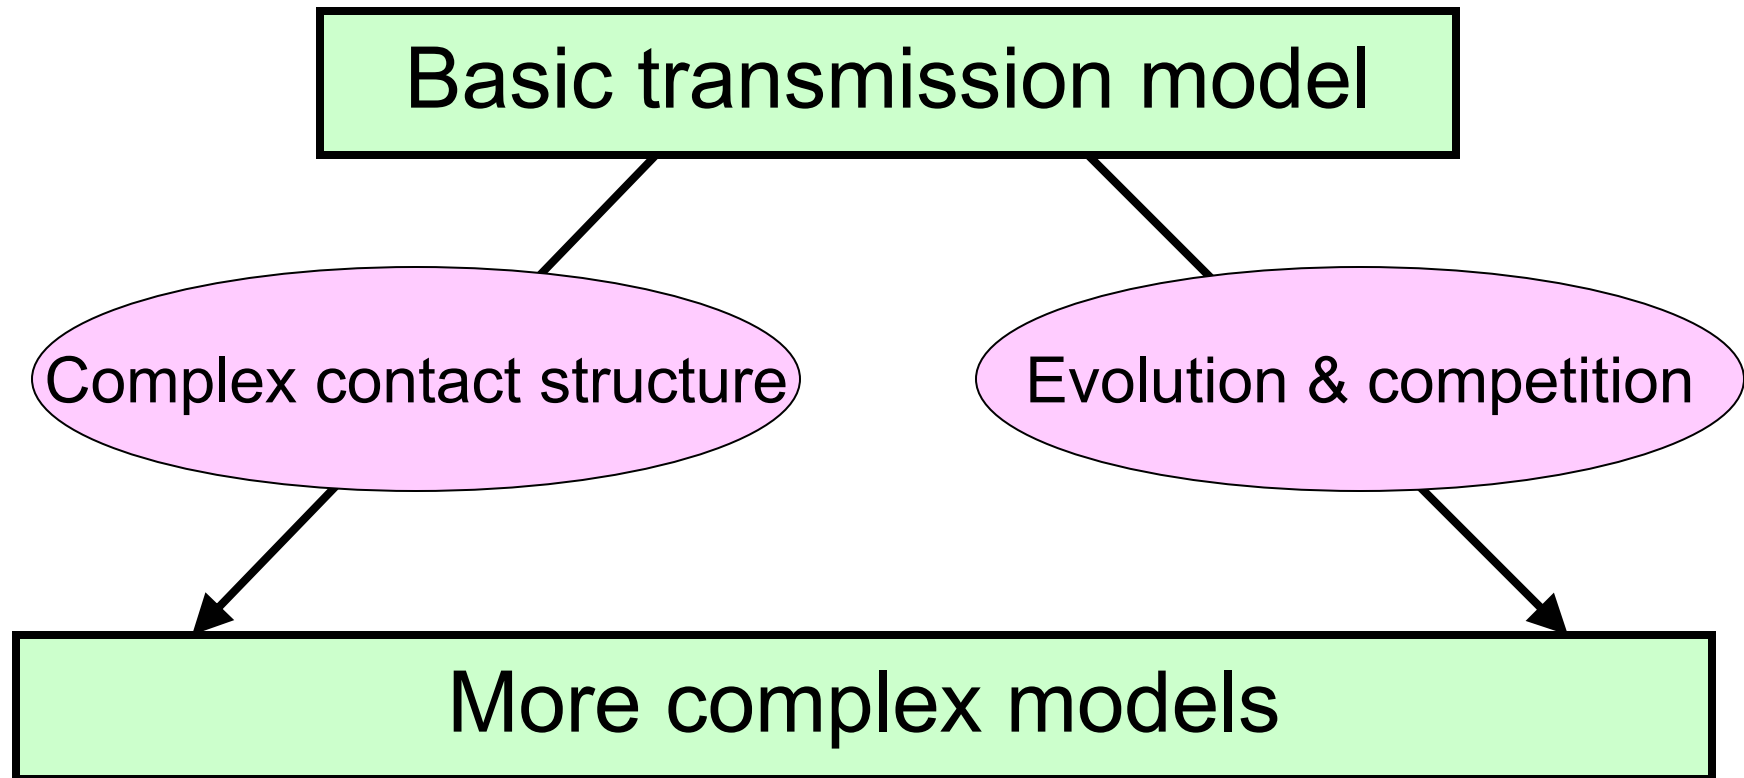 Basic transmission model
Complex contact structure
Evolution & competition
More complex models